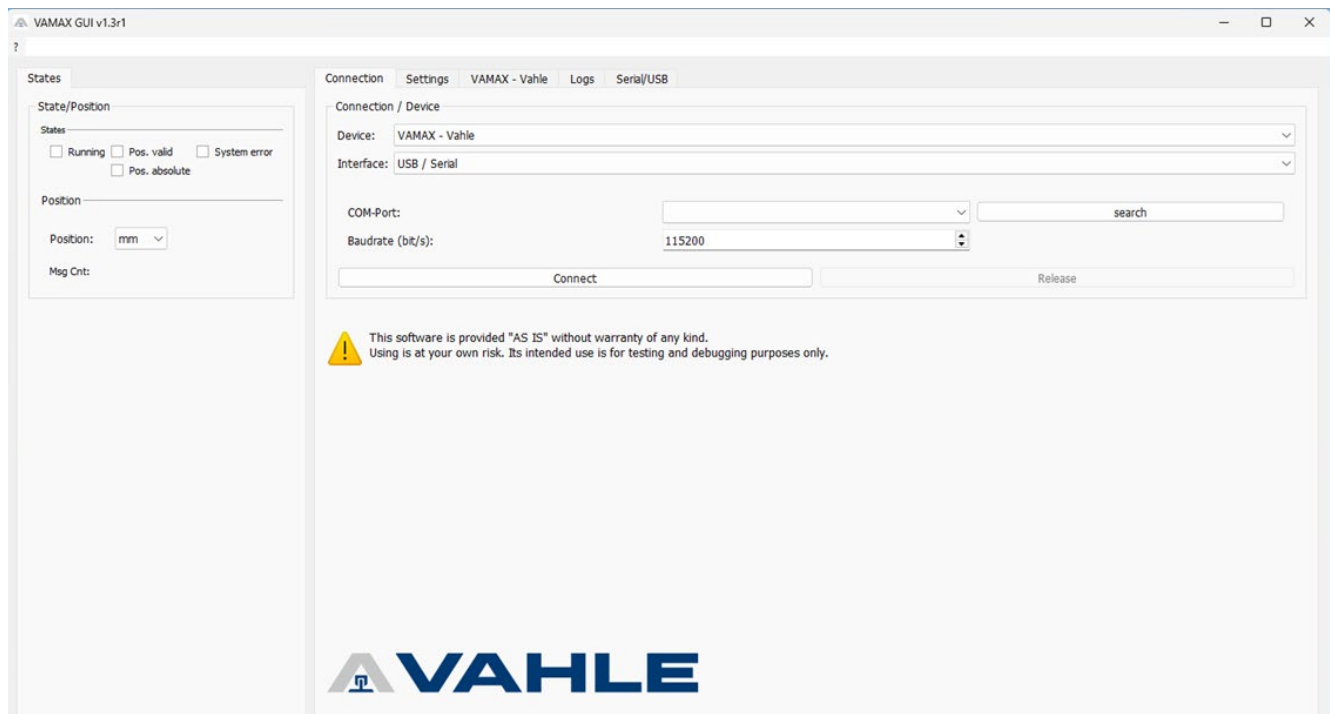 VAMAX GUI v1.3r1
?
States
State/Position
States
Running Pos. valid System error
Pos. absolute
Position
Position: mm
Msg Cnt:
Connection Settings VAMAX - Vahle Logs Serial/USB
Connection / Device
Device: VAMAX - Vahle
Interface: USB / Serial
COM-Port: search
Baudrate (bit/s): 115200
Connect Release
This software is provided "AS IS" without warranty of any kind.
Using is at your own risk. Its intended use is for testing and debugging purposes only.
VAHLE